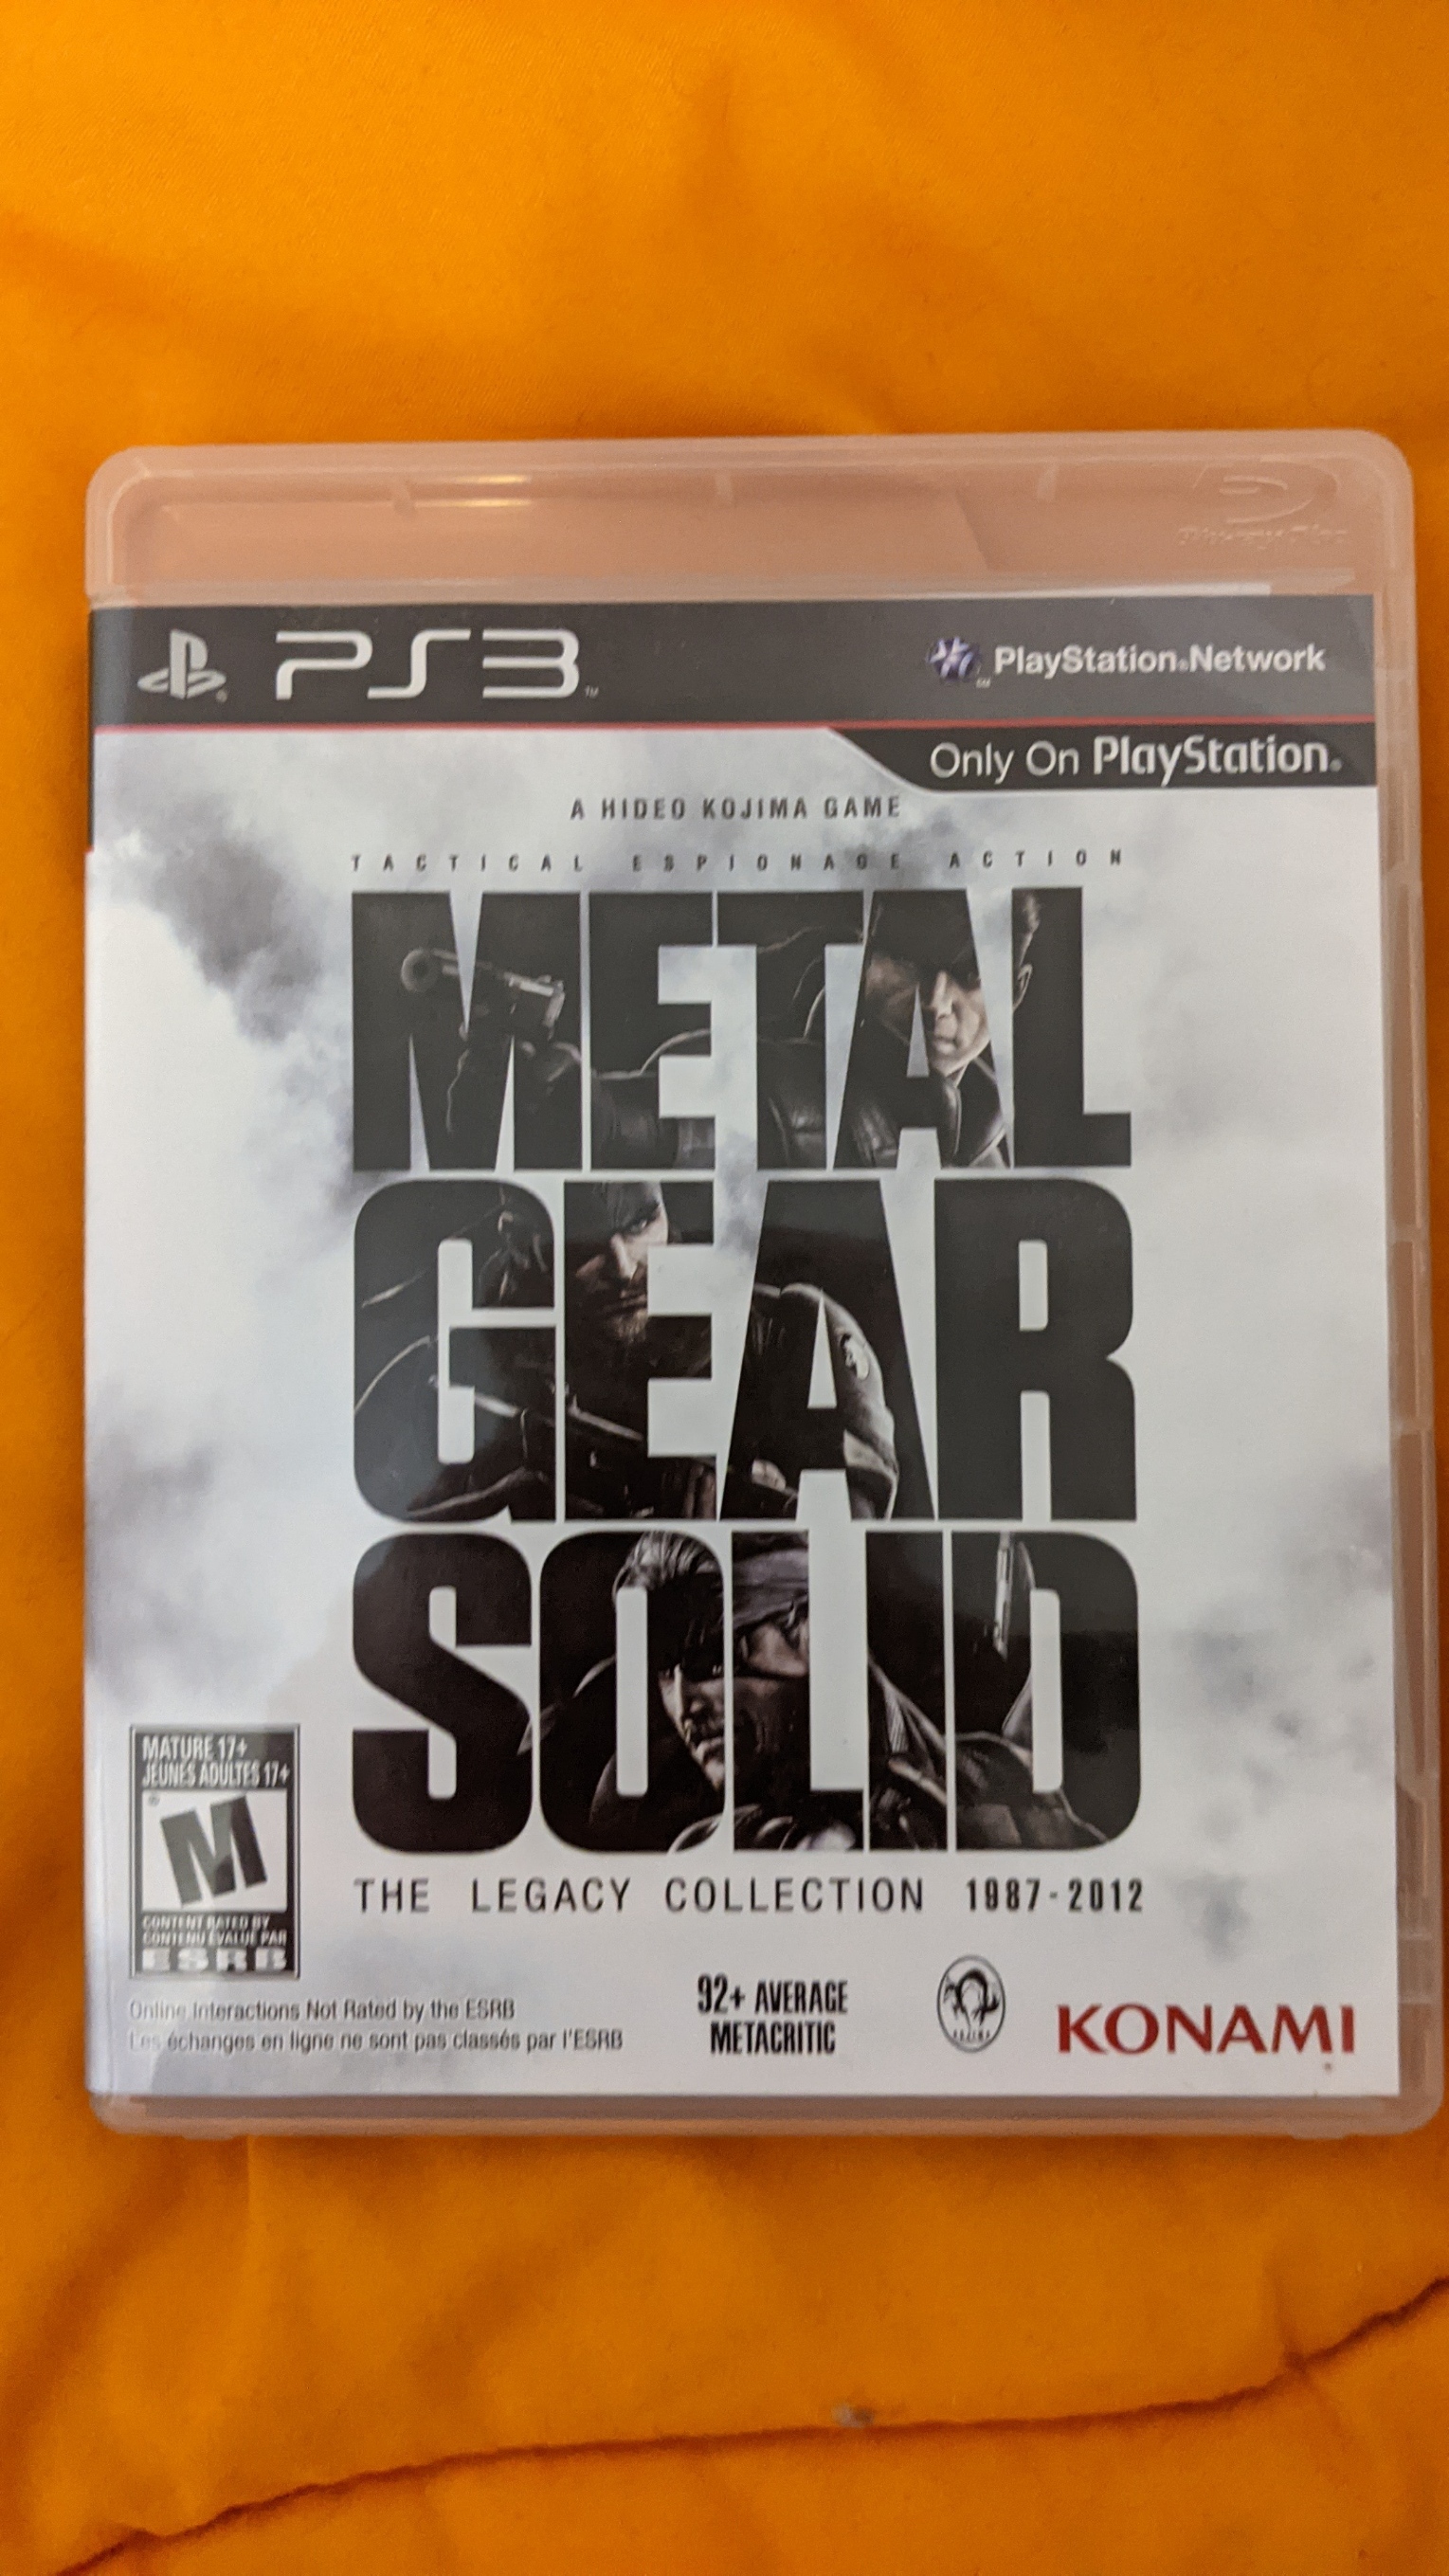 PS3™
PlayStation®Network
Only On PlayStation®
A HIDEO KOJIMA GAME
TACTICAL ESPIONAGE ACTION
METAL
GEAR
SOLID
THE LEGACY COLLECTION 1987-2012
MATURE 17+
JEUNES ADULTES 17+
M
CONTENT RATED BY
CONTENU ÉVALUÉ PAR
ESRB
Online Interactions Not Rated by the ESRB
Les échanges en ligne ne sont pas classés par l'ESRB
92+ AVERAGE
METACRITIC
KONAMI